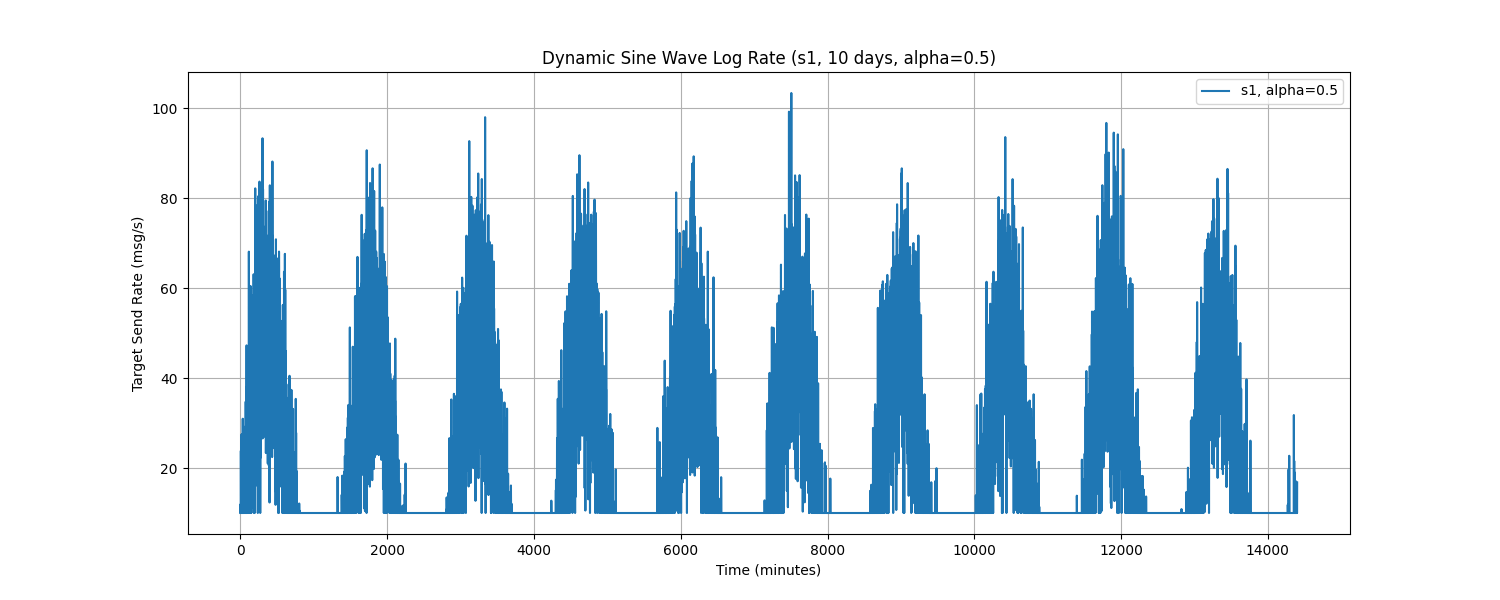 Dynamic Sine Wave Log Rate (s1, 10 days, alpha=0.5)
s1, alpha=0.5
Target Send Rate (msg/s)
100
80
60
40
20
0 2000 4000 6000 8000 10000 12000 14000
Time (minutes)